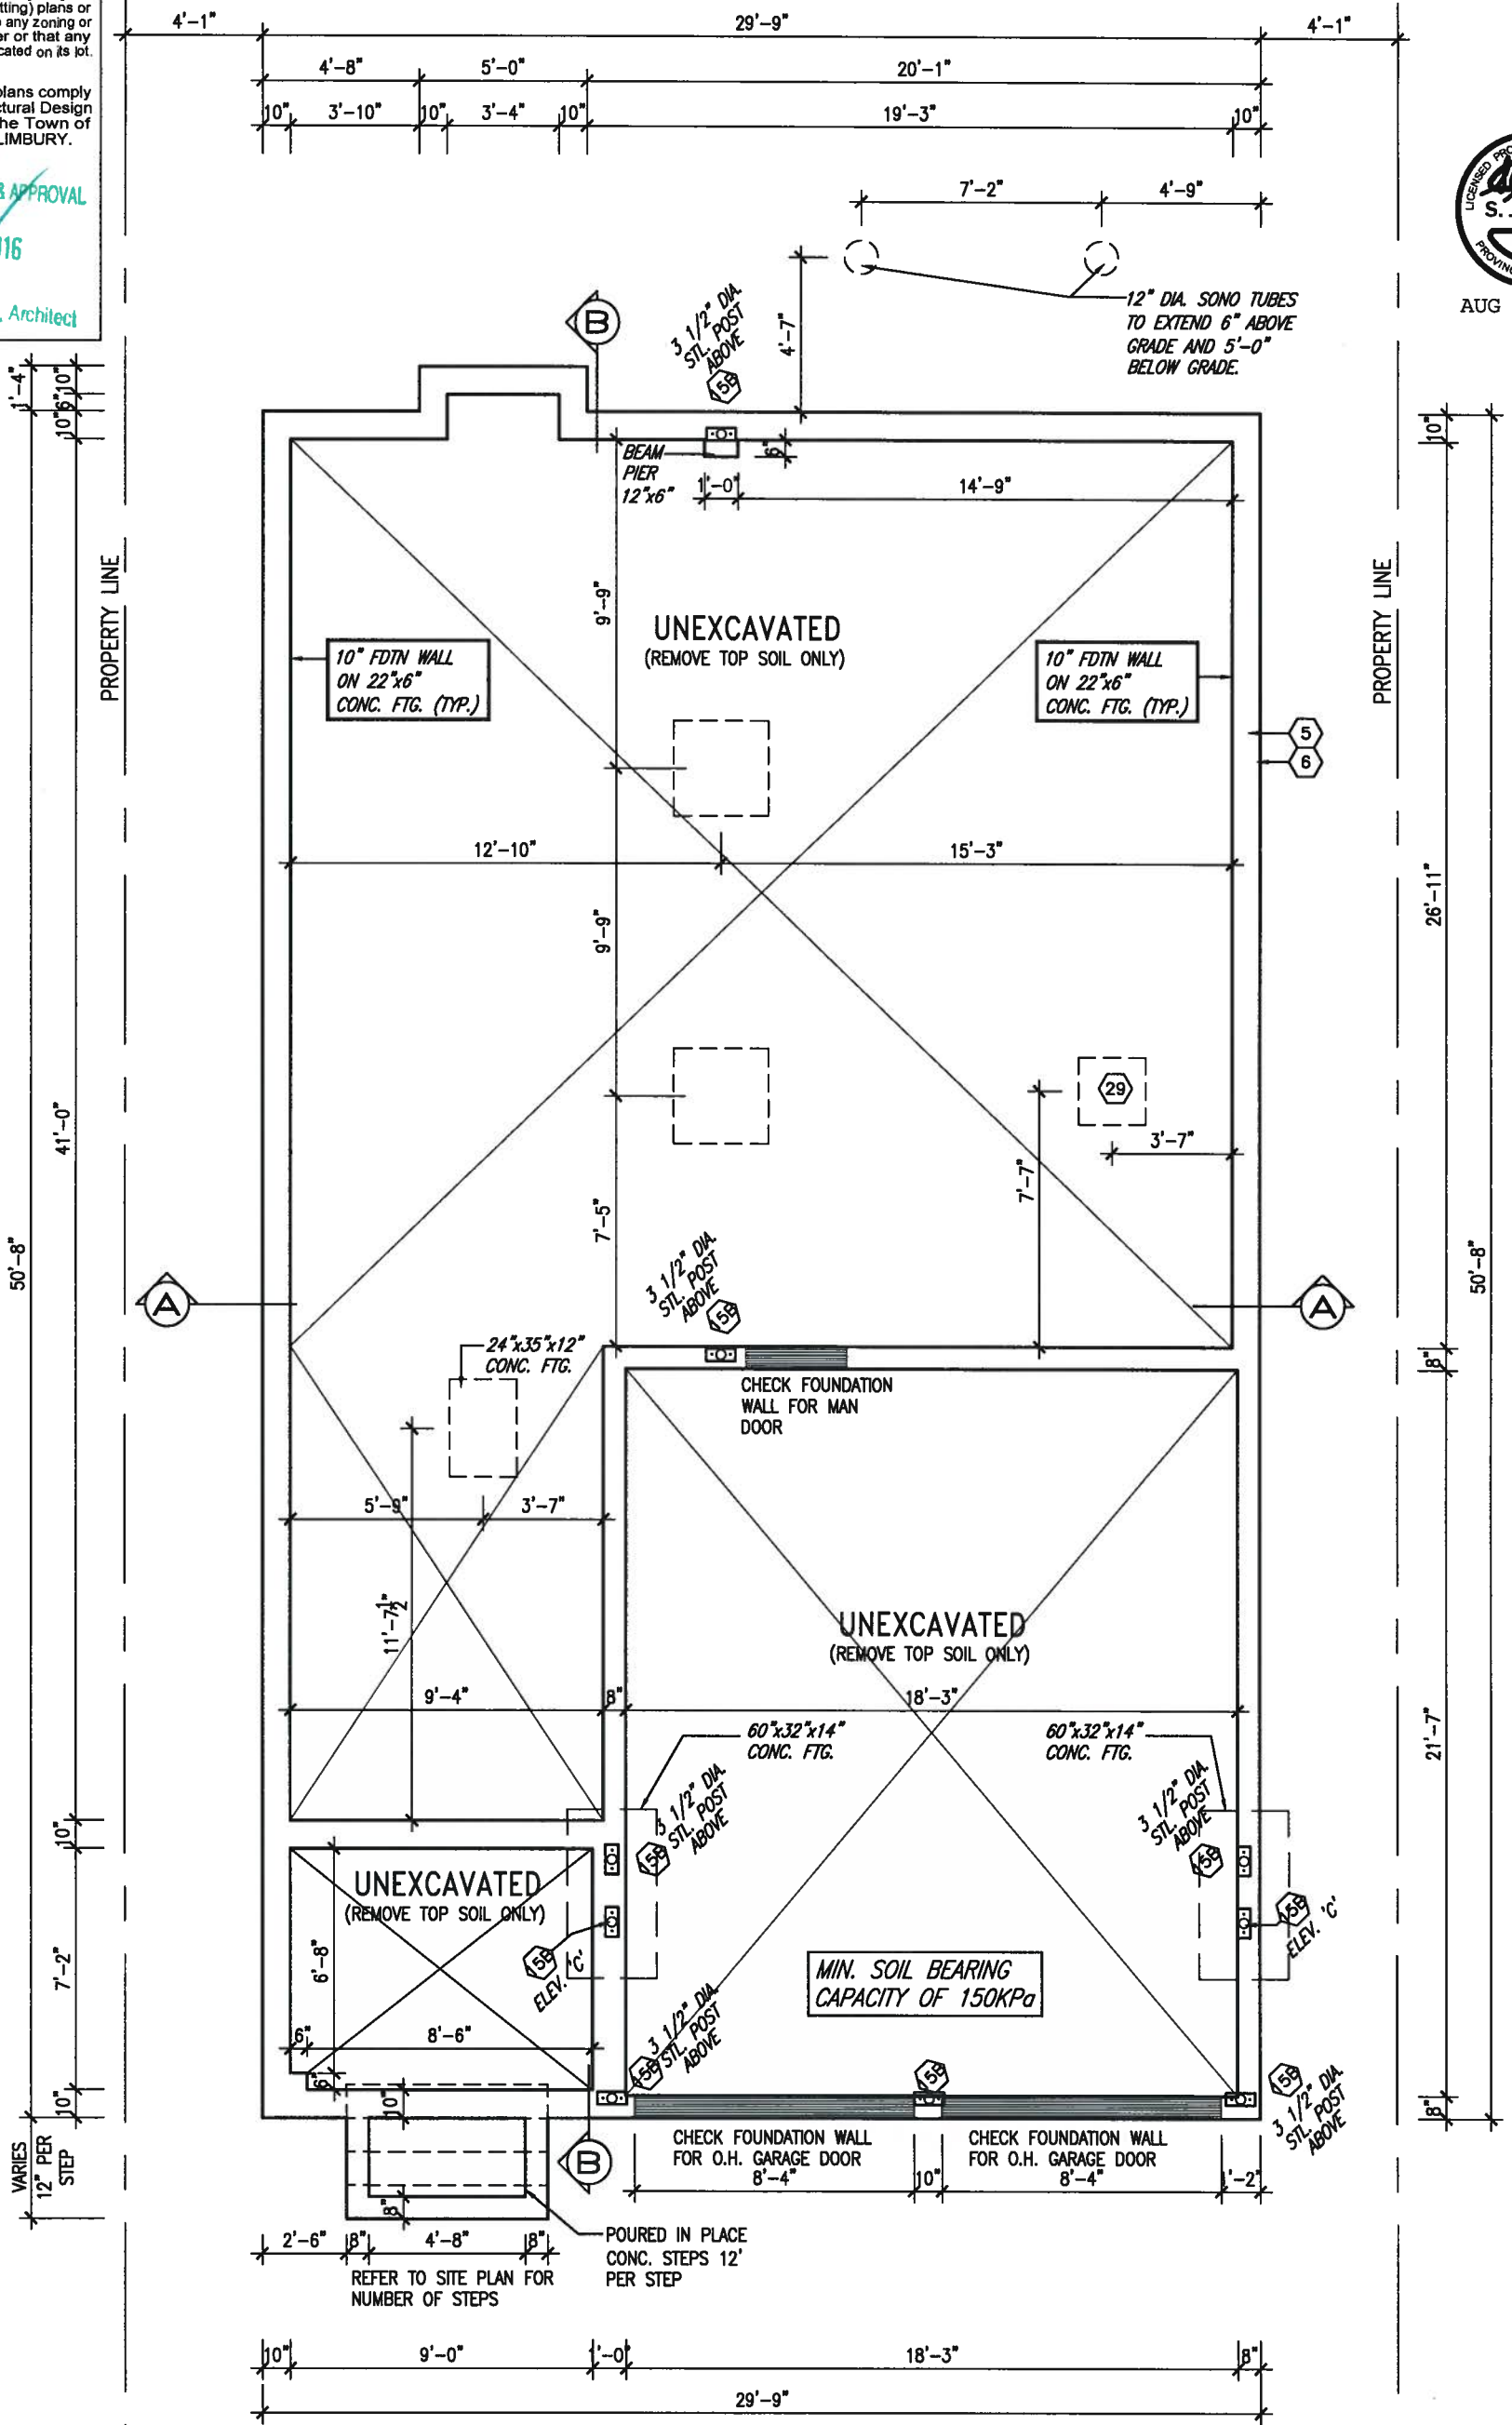 tting) plans or
any zoning or
er or that any
cated on its lot.
plans comply
ctural Design
he Town of
LIMBURY.
& APPROVAL
016
Architect
4'-1"
29'-9"
4'-1"
4'-8"
5'-0"
20'-1"
10"
3'-10"
10"
3'-4"
10"
19'-3"
10"
7'-2"
4'-9"
LICENSED
S.
AUG
12" DIA. SONO TUBES
TO EXTEND 6" ABOVE
GRADE AND 5'-0"
BELOW GRADE.
4'-7"
B
3 1/2" DIA.
STL. POST
ABOVE
15B
1'-4"
10"
6"
10"
BEAM
PIER
12"x6"
6"
1'-0"
14'-9"
10"
PROPERTY LINE
PROPERTY LINE
9'-9"
UNEXCAVATED
(REMOVE TOP SOIL ONLY)
10" FDTN WALL
ON 22"x6"
CONC. FTG. (TYP.)
10" FDTN WALL
ON 22"x6"
CONC. FTG. (TYP.)
5
6
12'-10"
15'-3"
9'-9"
26'-11"
41'-0"
29
3'-7"
7'-7"
7'-5"
50'-8"
50'-8"
3 1/2" DIA.
STL. POST
ABOVE
15B
A
A
24"x35"x12"
CONC. FTG.
8"
CHECK FOUNDATION
WALL FOR MAN
DOOR
5'-9"
3'-7"
11'-7 1/2"
UNEXCAVATED
(REMOVE TOP SOIL ONLY)
9'-4"
8"
18'-3"
21'-7"
60"x32"x14"
CONC. FTG.
60"x32"x14"
CONC. FTG.
3 1/2" DIA.
STL. POST
ABOVE
15B
3 1/2" DIA.
STL. POST
ABOVE
15B
10"
UNEXCAVATED
(REMOVE TOP SOIL ONLY)
15B
ELEV. 'C'
15B
ELEV. 'C'
6'-8"
7'-2"
MIN. SOIL BEARING
CAPACITY OF 150KPa
6"
8'-6"
3 1/2" DIA.
STL. POST
ABOVE
15B
15B
15B
3 1/2" DIA.
STL. POST
ABOVE
6"
10"
10"
8"
VARIES
12" PER
STEP
B
CHECK FOUNDATION WALL
FOR O.H. GARAGE DOOR
CHECK FOUNDATION WALL
FOR O.H. GARAGE DOOR
8'-4"
10"
8'-4"
1'-2"
8"
2'-6"
8"
4'-8"
8"
POURED IN PLACE
CONC. STEPS 12'
PER STEP
REFER TO SITE PLAN FOR
NUMBER OF STEPS
10"
9'-0"
1'-0"
18'-3"
8"
29'-9"